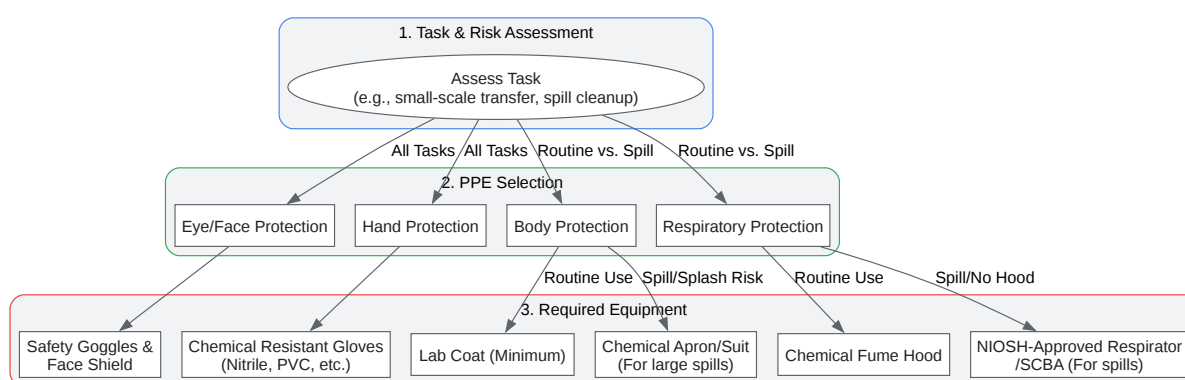 1. Task & Risk Assessment
Assess Task
(e.g., small-scale transfer, spill cleanup)
All Tasks
All Tasks
Routine vs. Spill
Routine vs. Spill
2. PPE Selection
Eye/Face Protection
Hand Protection
Body Protection
Respiratory Protection
Routine Use
Spill/Splash Risk
Routine Use
Spill/No Hood
3. Required Equipment
Safety Goggles &
Face Shield
Chemical Resistant Gloves
(Nitrile, PVC, etc.)
Lab Coat (Minimum)
Chemical Apron/Suit
(For large spills)
Chemical Fume Hood
NIOSH-Approved Respirator
/SCBA (For spills)